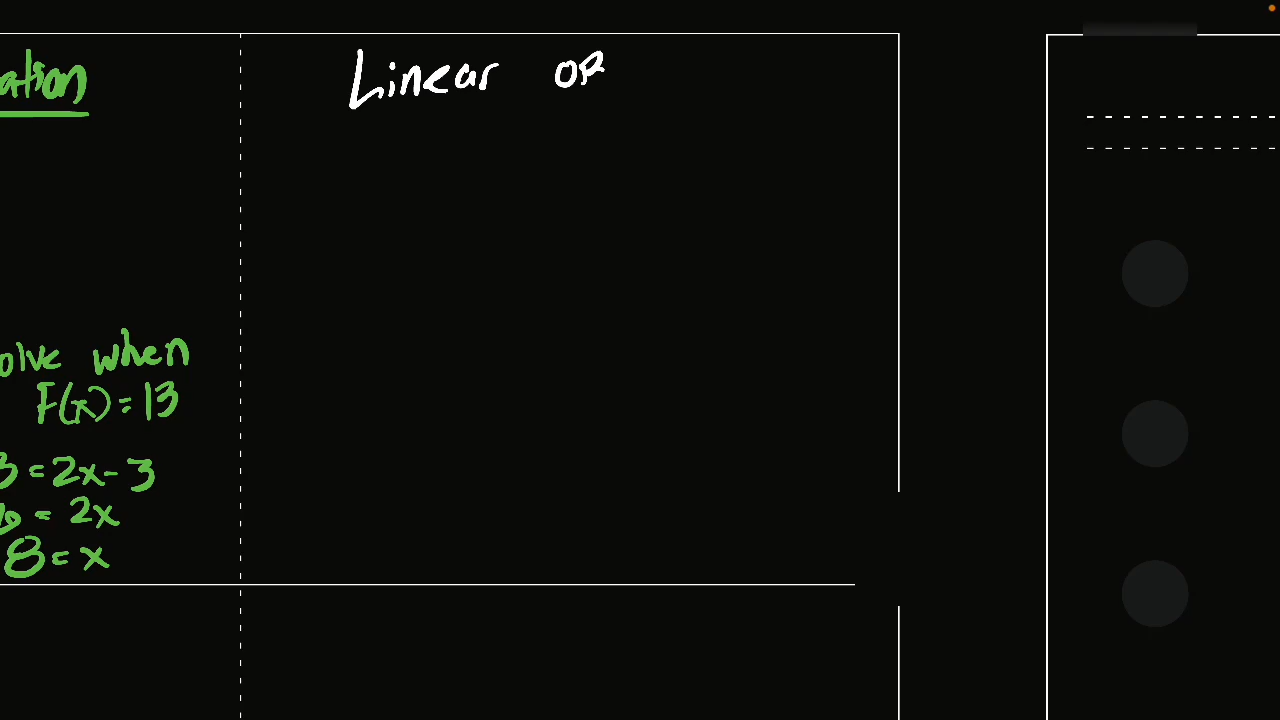 ation
Linear OR
olve when
F(x)=13
3=2x-3
= 2x
8=x